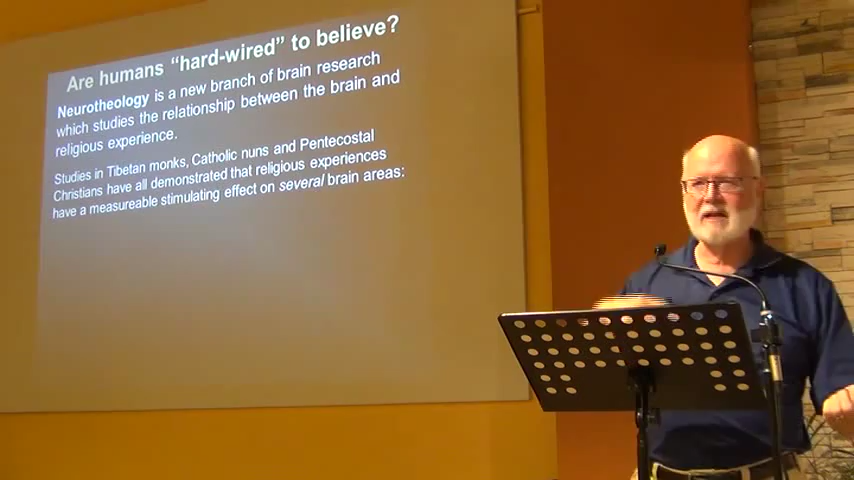 Are humans “hard-wired” to believe?
Neurotheology is a new branch of brain research
which studies the relationship between the brain and
religious experience.
Studies in Tibetan monks, Catholic nuns and Pentecostal
Christians have all demonstrated that religious experiences
have a measureable stimulating effect on several brain areas: